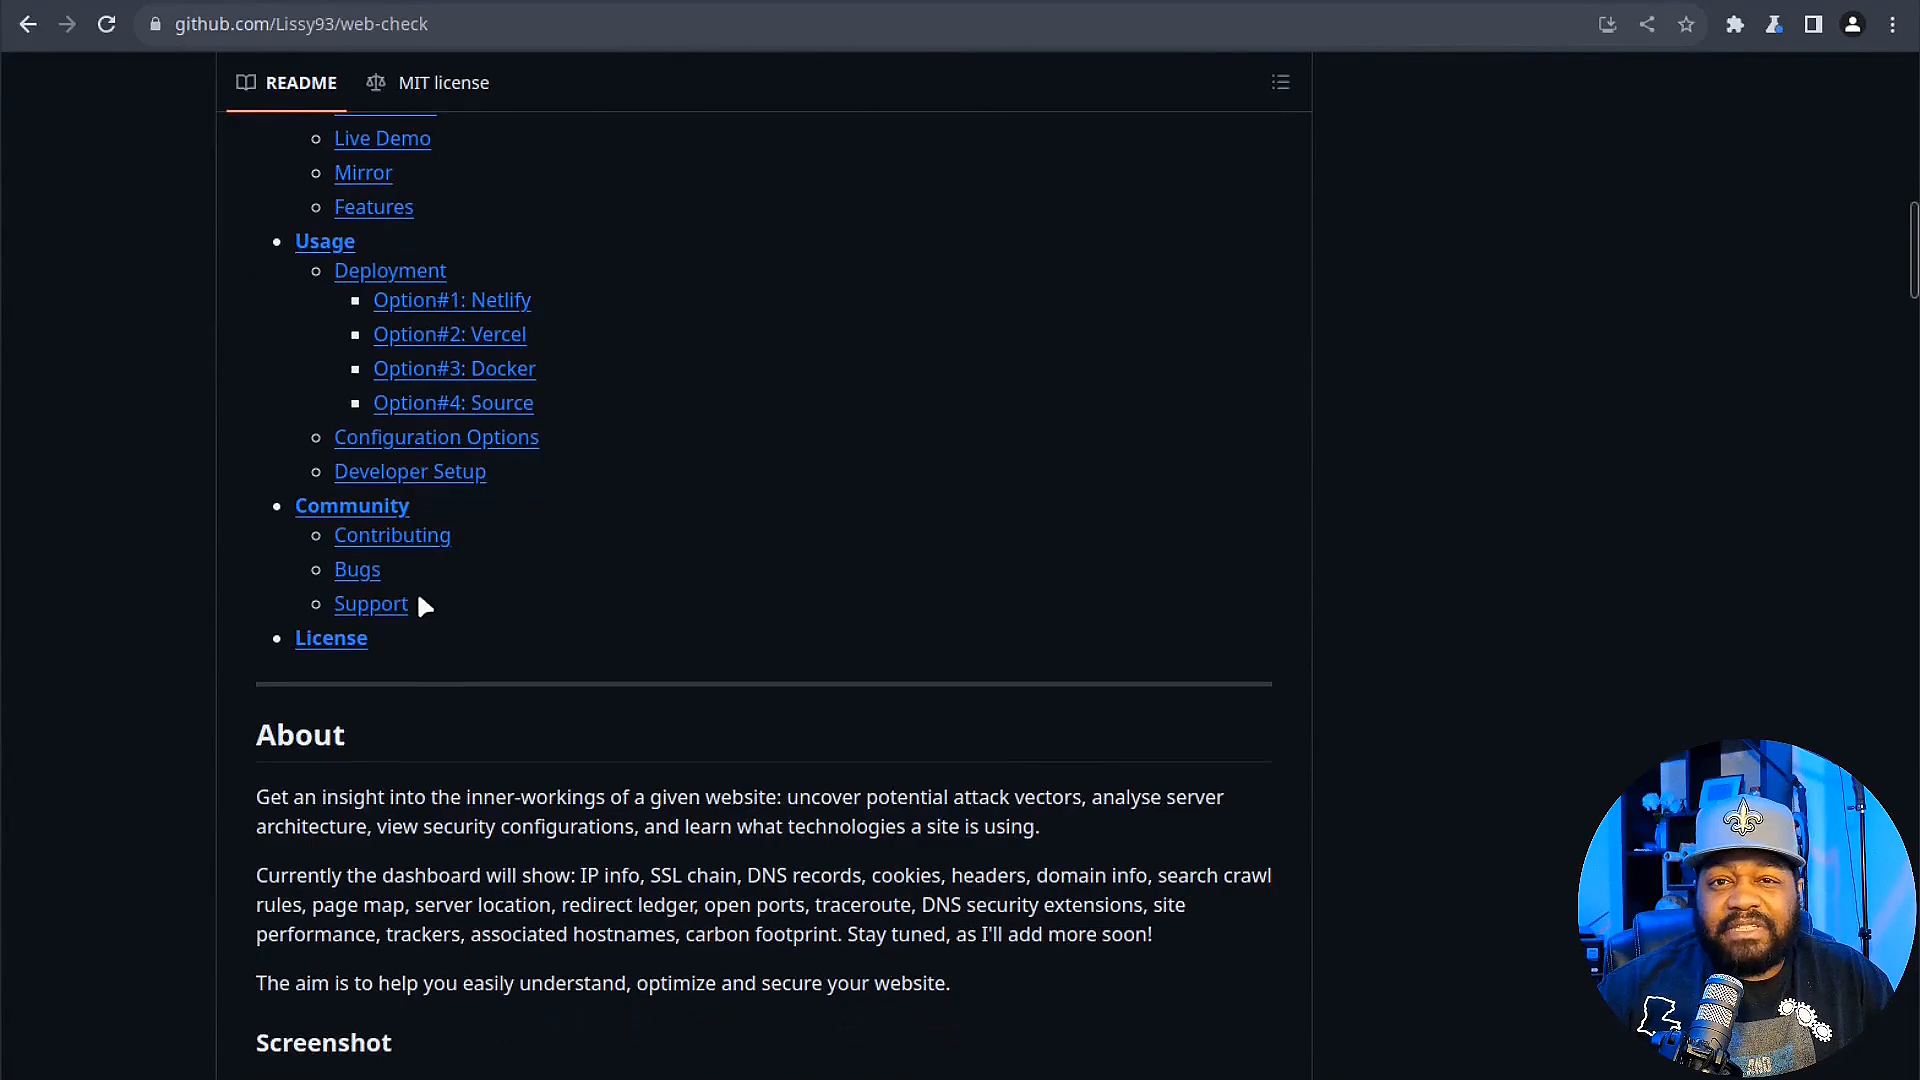 github.com/Lissy93/web-check
README
MIT license
Live Demo
Mirror
Features
Usage
Deployment
Option#1: Netlify
Option#2: Vercel
Option#3: Docker
Option#4: Source
Configuration Options
Developer Setup
Community
Contributing
Bugs
Support
License
About
Get an insight into the inner-workings of a given website: uncover potential attack vectors, analyse server
architecture, view security configurations, and learn what technologies a site is using.
Currently the dashboard will show: IP info, SSL chain, DNS records, cookies, headers, domain info, search crawl
rules, page map, server location, redirect ledger, open ports, traceroute, DNS security extensions, site
performance, trackers, associated hostnames, carbon footprint. Stay tuned, as I'll add more soon!
The aim is to help you easily understand, optimize and secure your website.
Screenshot
AND